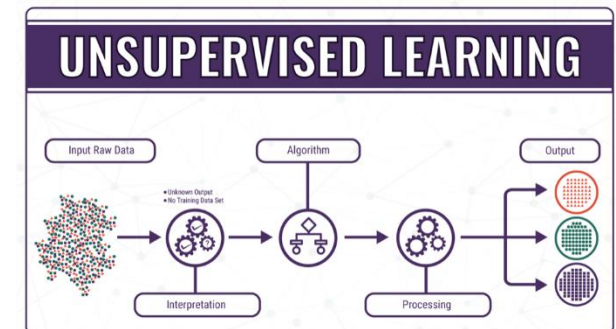 UNSUPERVISED LEARNING
Input Raw Data
Algorithm
Output
• Unknown Output
• No Training Data Set
Interpretation
Processing